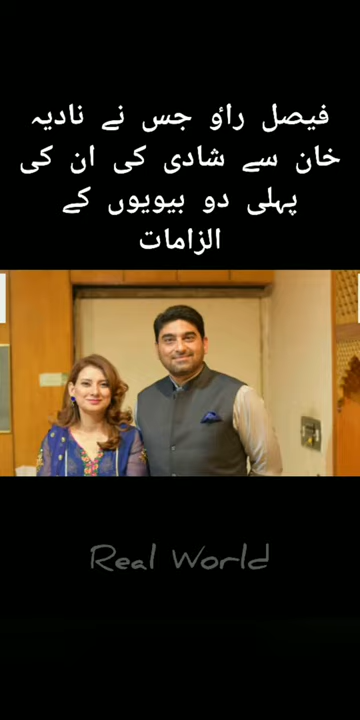 فیصل راؤ جس نے نادیہ
خان سے شادی کی ان کی
پہلی دو بیویوں کے
الزامات
Real World